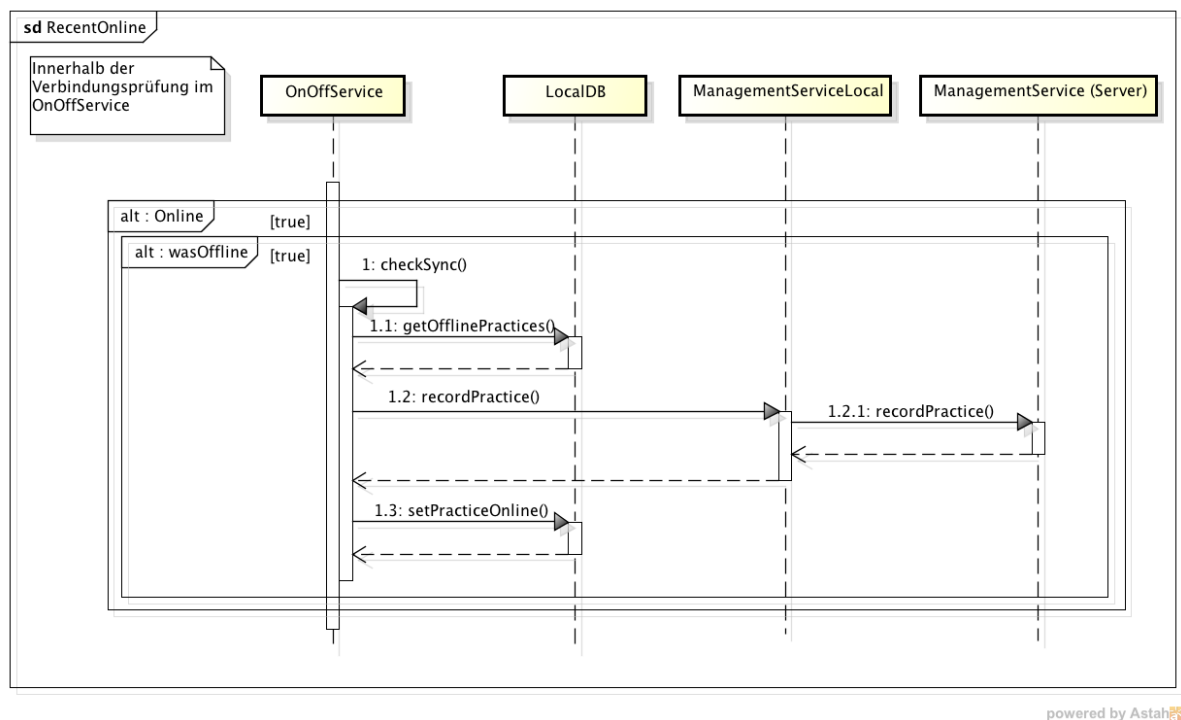 sd RecentOnline
Innerhalb der
Verbindungsprüfung im
OnOffService
OnOffService
LocalDB
ManagementServiceLocal
ManagementService (Server)
alt : Online
[true]
alt : wasOffline
[true]
1: checkSync()
1.1: getOfflinePractices()
1.2: recordPractice()
1.2.1: recordPractice()
1.3: setPracticeOnline()
powered by Astah